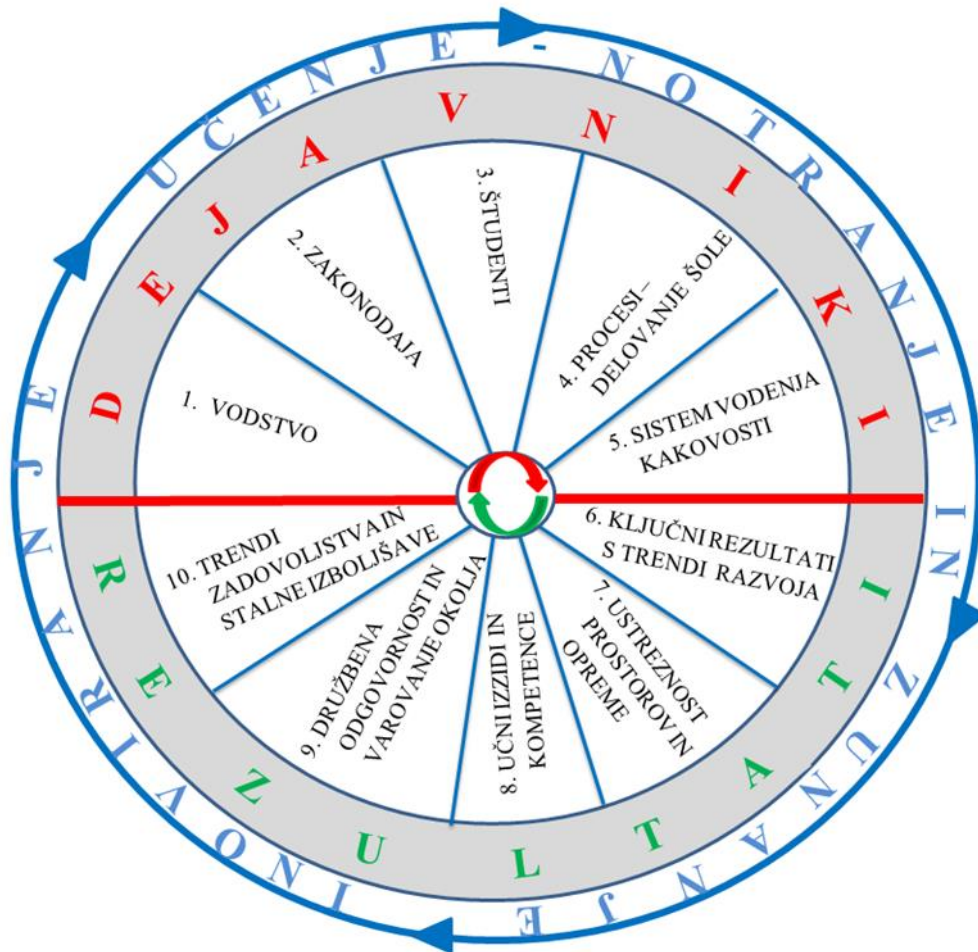 UČENJE - NOTRANJE IN ZUNANJE INOVIRANJE
DEJAVNIKI
1. VODSTVO
2. ZAKONODAJA
3. ŠTUDENTI
4. PROCESI –
DELOVANJE ŠOLE
5. SISTEM VODENJA
KAKOVOSTI
6. KLJUČNI REZULTATI
S TRENDI RAZVOJA
7. USTREZNOST
PROSTOROV IN
OPREME
8. UČNI IZZIDI IN
KOMPETENCE
9. DRUŽBENA
ODGOVORNOST IN
VAROVANJE OKOLJA
10. TRENDI
ZADOVOLJSTVA IN
STALNE IZBOLJŠAVE
REZULTATI